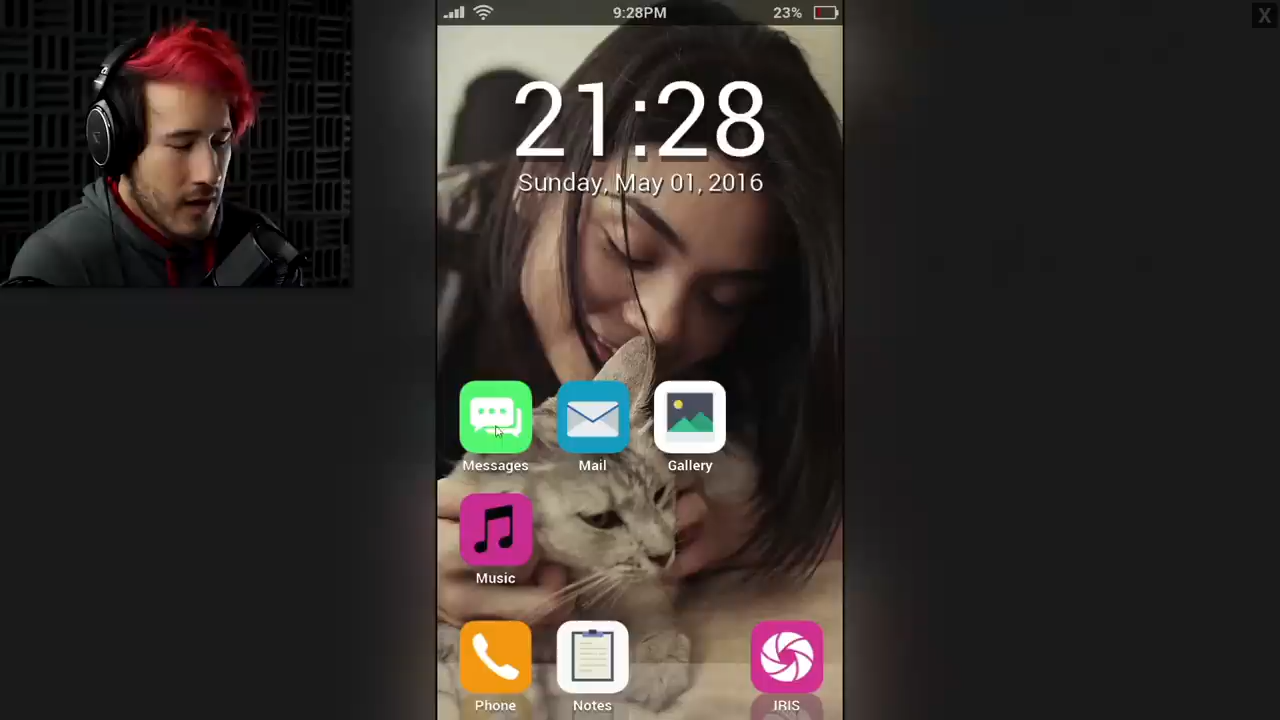 9:28PM
23%
X
21:28
Sunday, May 01, 2016
Messages
Mail
Gallery
Music
Phone
Notes
IRIS